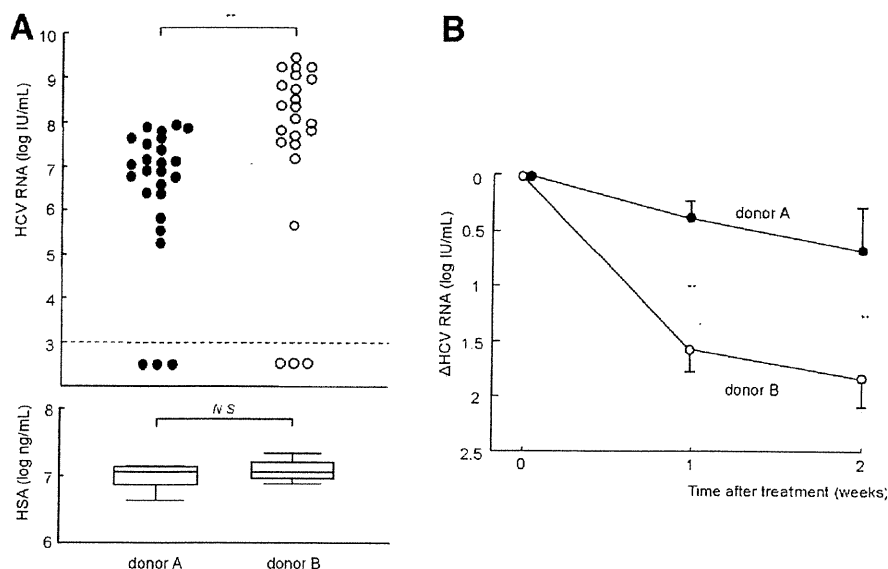 A
**
10
9
8
7
6
5
4
3
HCV RNA (log IU/mL)
8
7
6
HSA (log ng/mL)
NS
donor A
donor B
B
0
0.5
1
1.5
2
2.5
ΔHCV RNA (log IU/mL)
donor A
**
**
donor B
0
1
2
Time after treatment (weeks)